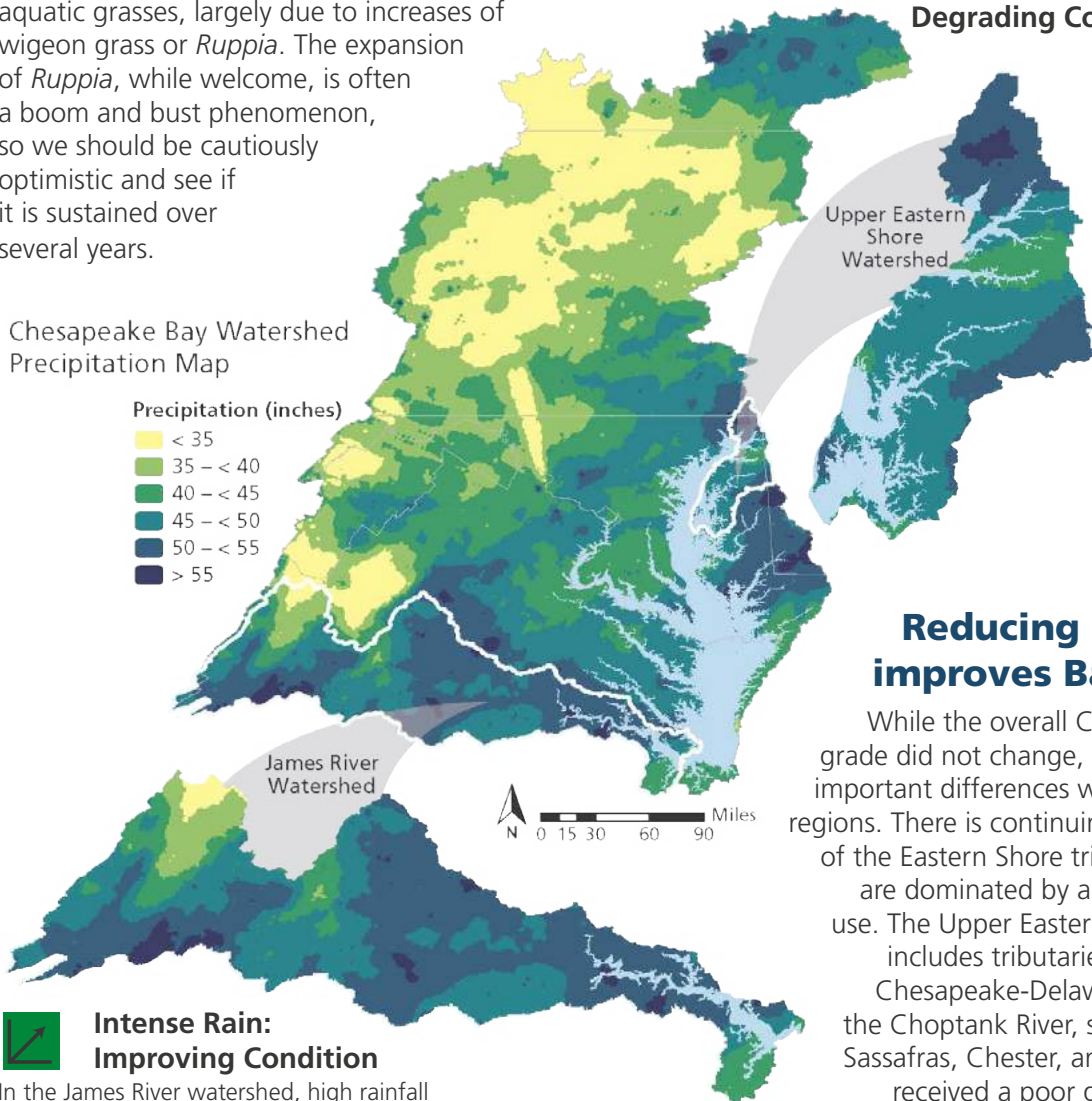 aquatic grasses, largely due to increases of
wigeon grass or Ruppia. The expansion
of Ruppia, while welcome, is often
a boom and bust phenomenon,
so we should be cautiously
optimistic and see if
it is sustained over
several years.
Chesapeake Bay Watershed
Precipitation Map
Precipitation (inches)
< 35
35 – < 40
40 – < 45
45 – < 50
50 – < 55
> 55
Degrading Co
Upper Eastern
Shore
Watershed
James River
Watershed
N
0 15 30 60 90 Miles
Intense Rain:
Improving Condition
In the James River watershed, high rainfall
Reducing
improves Ba
While the overall C
grade did not change,
important differences w
regions. There is continuin
of the Eastern Shore tri
are dominated by a
use. The Upper Eastern
includes tributarie
Chesapeake-Delaw
the Choptank River, s
Sassafras, Chester, an
received a poor